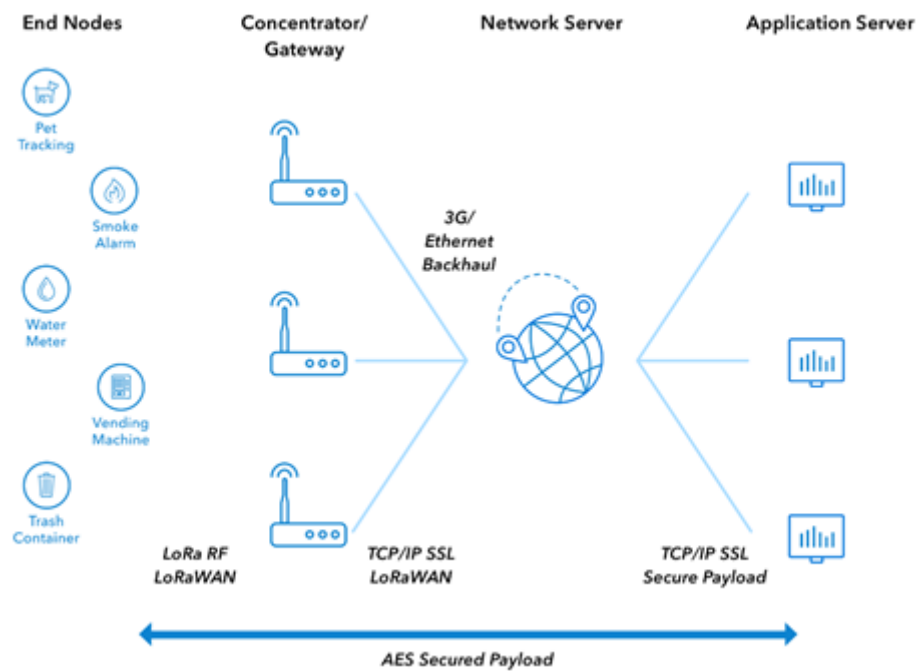 End Nodes
Concentrator/
Gateway
Network Server
Application Server
Pet
Tracking
Smoke
Alarm
Water
Meter
Vending
Machine
Trash
Container
3G/
Ethernet
Backhaul
LoRa RF
LoRaWAN
TCP/IP SSL
LoRaWAN
TCP/IP SSL
Secure Payload
AES Secured Payload